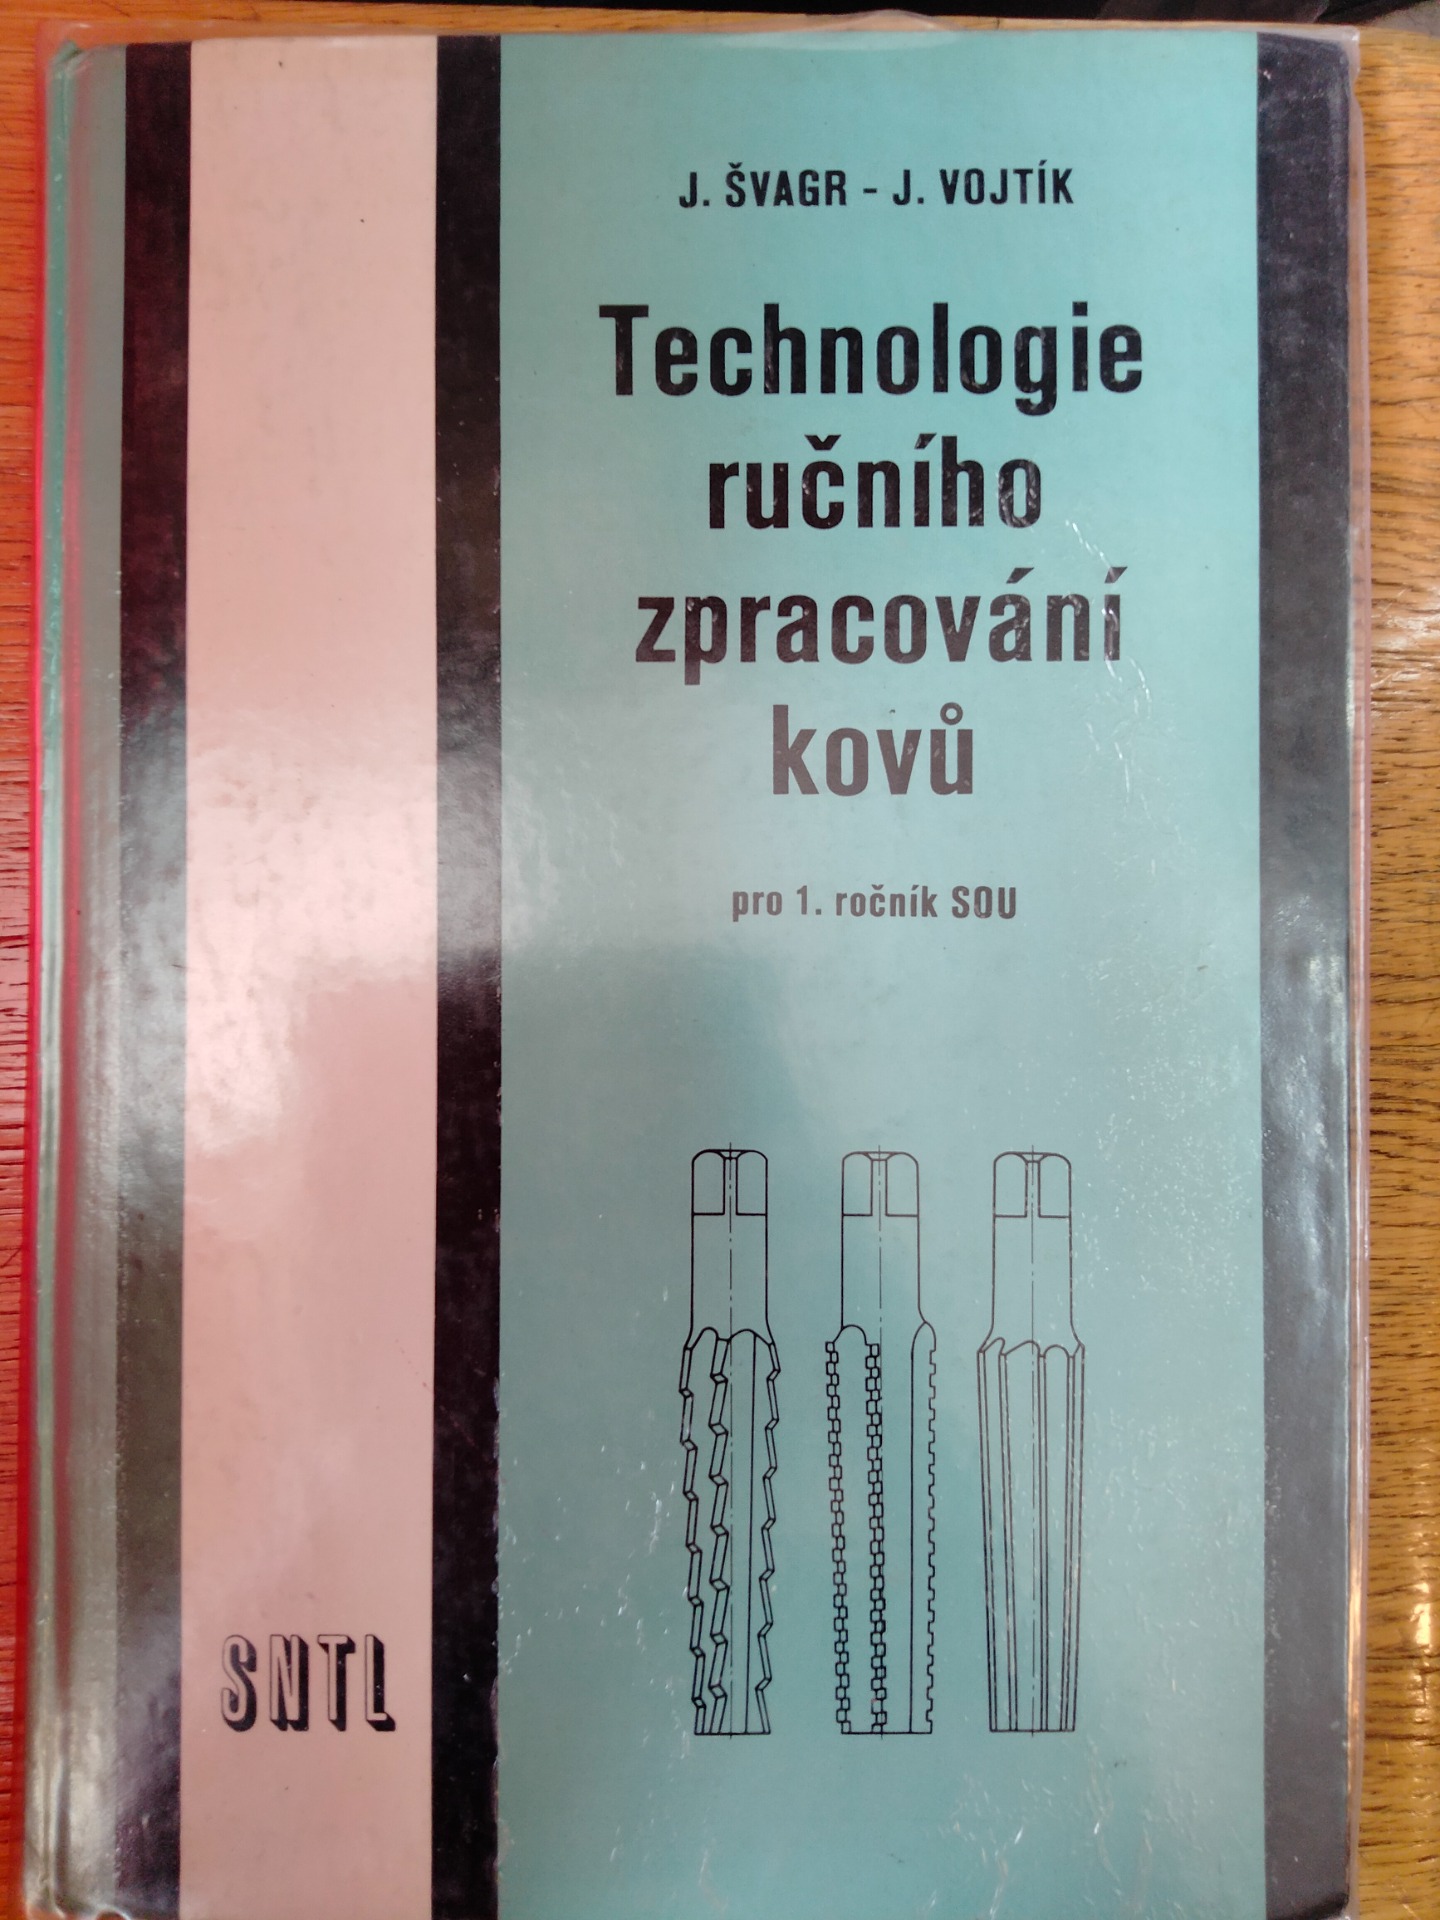 J. ŠVAGR - J. VOJTÍK
Technologie
ručního
zpracování
kovů
pro 1. ročník SOU
SNTL